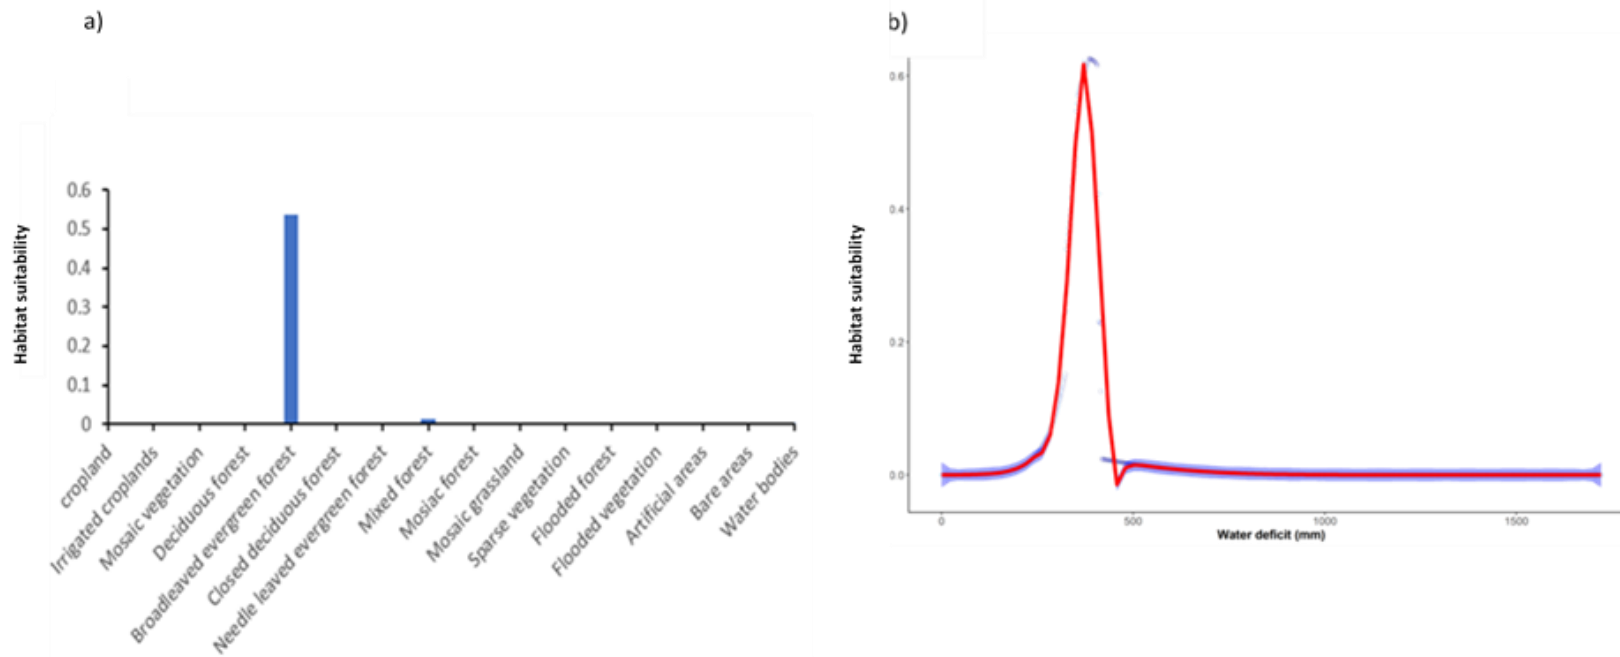 a)
Habitat suitability
0.6
0.5
0.4
0.3
0.2
0.1
0
cropland
Irrigated croplands
Mosaic vegetation
Deciduous forest
Broadleaved evergreen forest
Closed deciduous forest
Needle leaved evergreen forest
Mixed forest
Mosiac forest
Mosaic grassland
Sparse vegetation
Flooded forest
Flooded vegetation
Artificial areas
Bare areas
Water bodies
b)
Habitat suitability
0.6
0.4
0.2
0.0
0
500
1000
1500
Water deficit (mm)